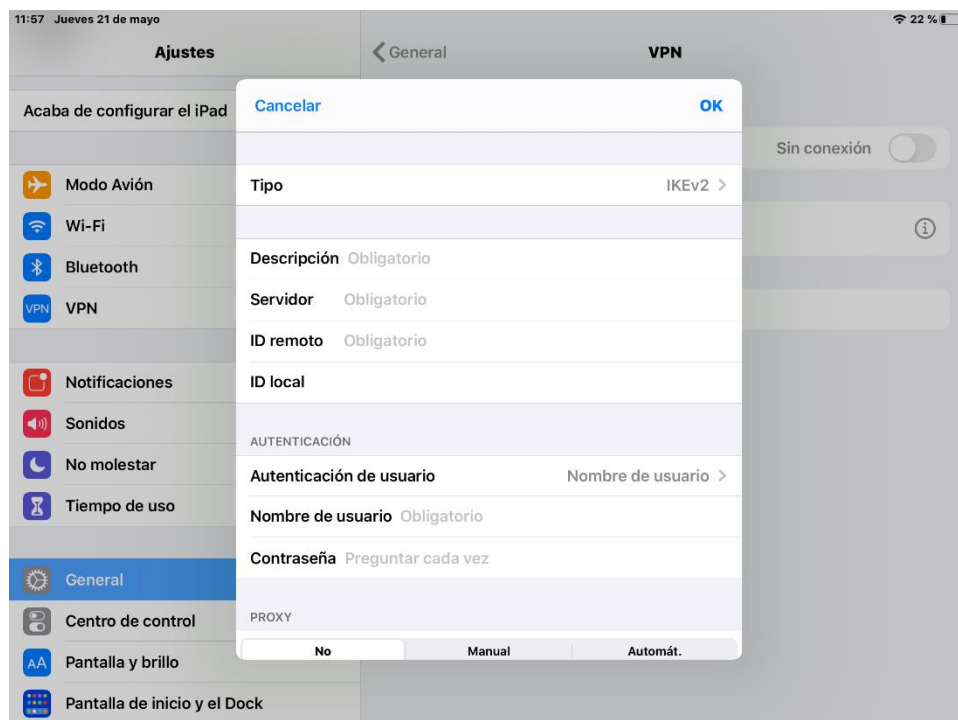 11:57 Jueves 21 de mayo
22 %
Ajustes
General
VPN
Acaba de configurar el iPad
Cancelar
OK
Sin conexión
Modo Avión
Tipo
IKEv2
Wi-Fi
Bluetooth
Descripción Obligatorio
VPN VPN
Servidor Obligatorio
ID remoto Obligatorio
ID local
Notificaciones
Sonidos
AUTENTICACIÓN
No molestar
Autenticación de usuario
Nombre de usuario
Tiempo de uso
Nombre de usuario Obligatorio
Contraseña Preguntar cada vez
General
Centro de control
PROXY
No
Manual
Automát.
AA Pantalla y brillo
Pantalla de inicio y el Dock